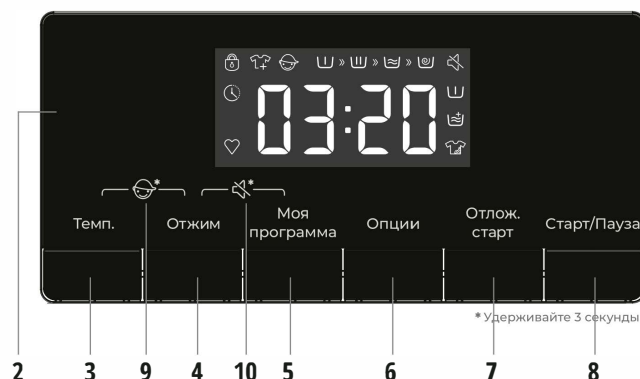 03:20
*
*
Темп.
Отжим
Моя
программа
Опции
Отлож.
старт
Старт/Пауза
* Удерживайте 3 секунды
2 3 9 4 10 5 6 7 8